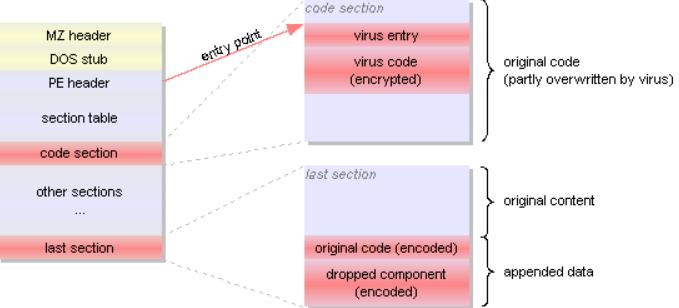 MZ header
DOS stub
PE header
section table
code section
other sections
...
last section
entry point
code section
virus entry
virus code
(encrypted)
original code
(partly overwritten by virus)
last section
original code (encoded)
dropped component
(encoded)
original content
appended data